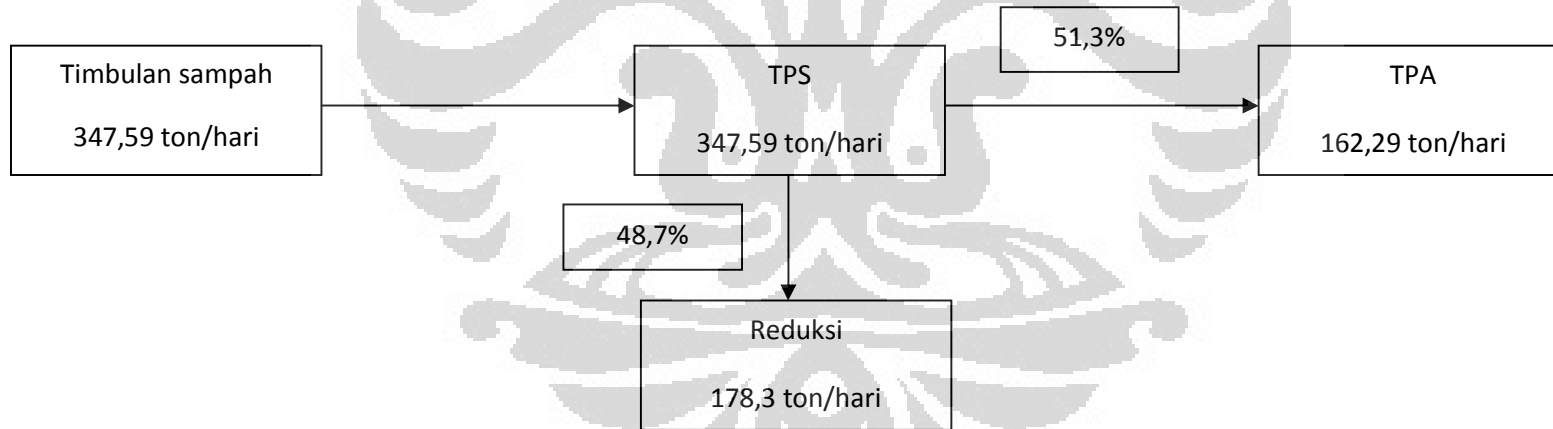 51,3%
Timbulan sampah
347,59 ton/hari
TPS
347,59 ton/hari
TPA
162,29 ton/hari
48,7%
Reduksi
178,3 ton/hari